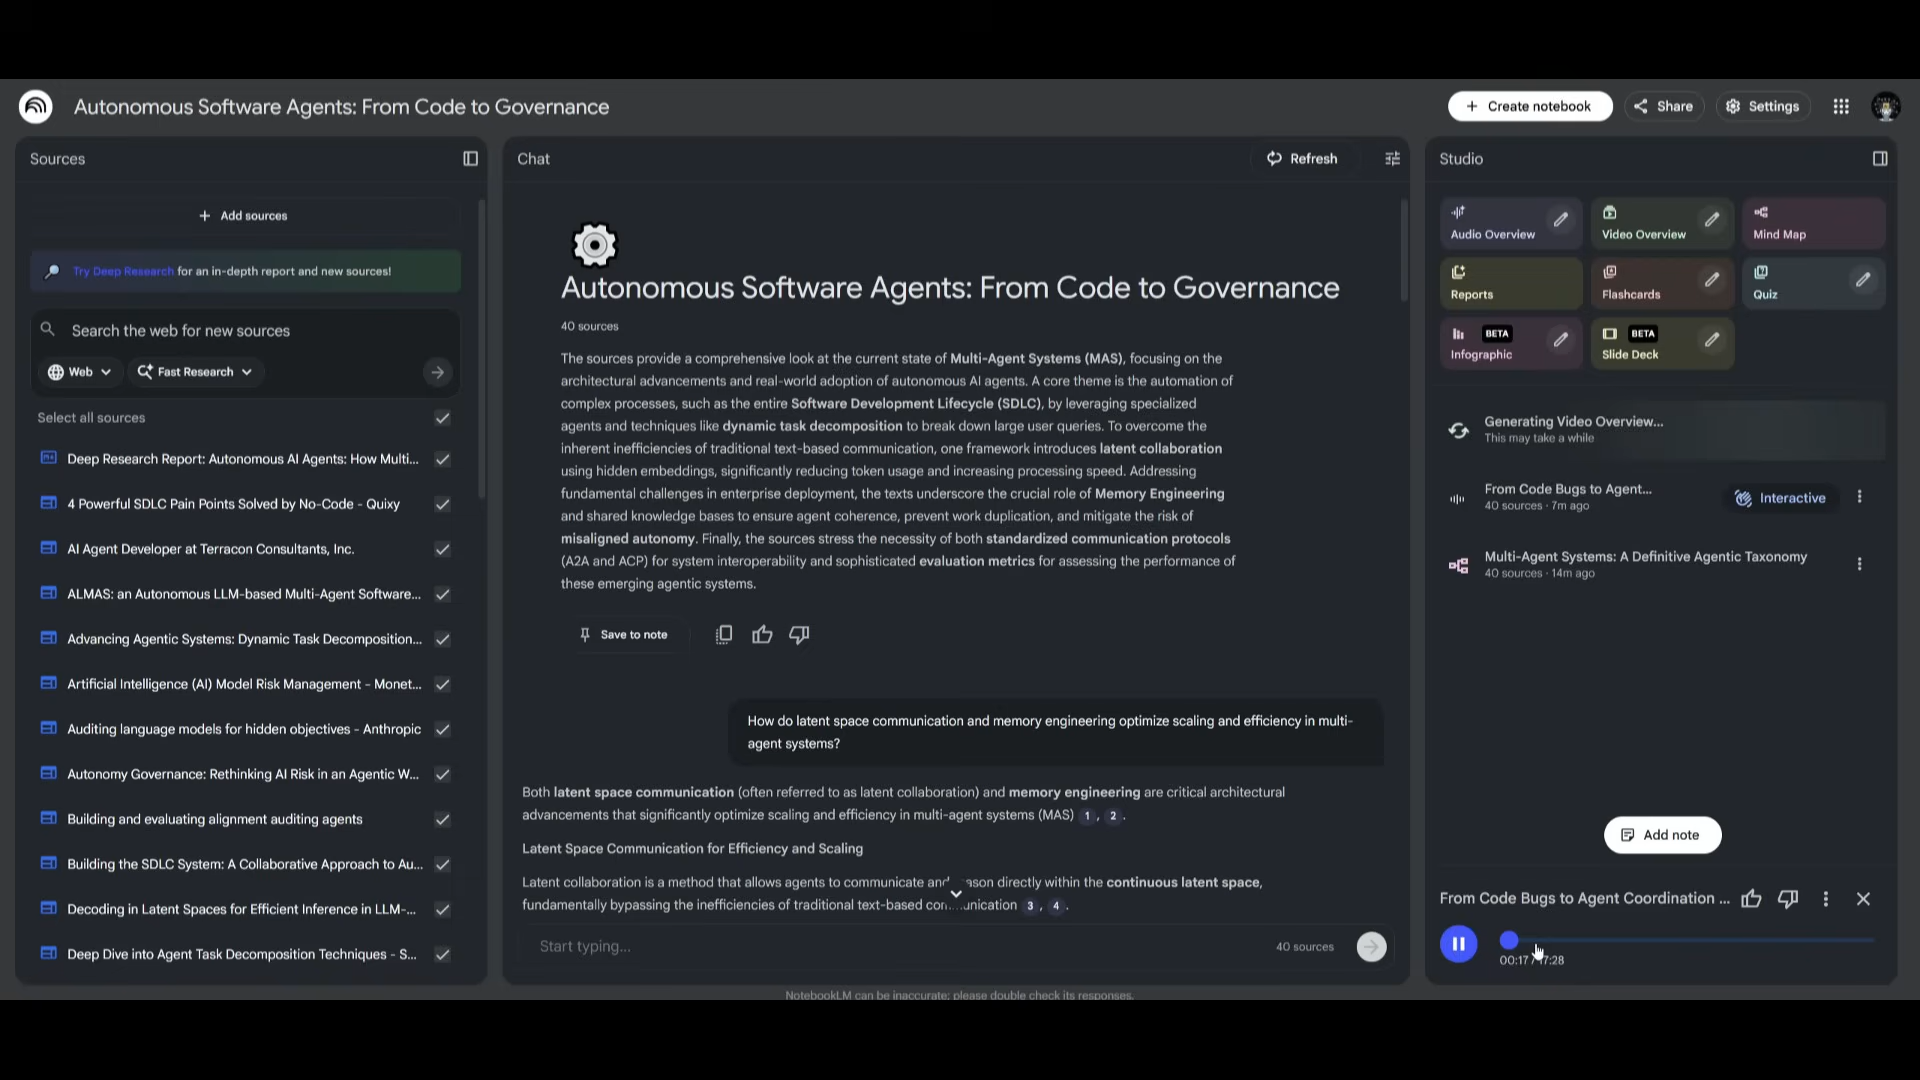 Autonomous Software Agents: From Code to Governance
Create notebook
Share
Settings
Sources
Add sources
Try Deep Research for an in-depth report and new sources!
Search the web for new sources
Web
Fast Research
Select all sources
Deep Research Report: Autonomous AI Agents: How Multi...
4 Powerful SDLC Pain Points Solved by No-Code - Quixy
AI Agent Developer at Terracon Consultants, Inc.
ALMAS: an Autonomous LLM-based Multi-Agent Software...
Advancing Agentic Systems: Dynamic Task Decomposition...
Artificial Intelligence (AI) Model Risk Management - Monet...
Auditing language models for hidden objectives - Anthropic
Autonomy Governance: Rethinking AI Risk in an Agentic W...
Building and evaluating alignment auditing agents
Building the SDLC System: A Collaborative Approach to Au...
Decoding in Latent Spaces for Efficient Inference in LLM-...
Deep Dive into Agent Task Decomposition Techniques - S...
Chat
Refresh
Autonomous Software Agents: From Code to Governance
40 sources
The sources provide a comprehensive look at the current state of Multi-Agent Systems (MAS), focusing on the
architectural advancements and real-world adoption of autonomous AI agents. A core theme is the automation of
complex processes, such as the entire Software Development Lifecycle (SDLC), by leveraging specialized
agents and techniques like dynamic task decomposition to break down large user queries. To overcome the
inherent inefficiencies of traditional text-based communication, one framework introduces latent collaboration
using hidden embeddings, significantly reducing token usage and increasing processing speed. Addressing
fundamental challenges in enterprise deployment, the texts underscore the crucial role of Memory Engineering
and shared knowledge bases to ensure agent coherence, prevent work duplication, and mitigate the risk of
misaligned autonomy. Finally, the sources stress the necessity of both standardized communication protocols
(A2A and ACP) for system interoperability and sophisticated evaluation metrics for assessing the performance of
these emerging agentic systems.
Save to note
How do latent space communication and memory engineering optimize scaling and efficiency in multi-
agent systems?
Both latent space communication (often referred to as latent collaboration) and memory engineering are critical architectural
advancements that significantly optimize scaling and efficiency in multi-agent systems (MAS) 1, 2.
Latent Space Communication for Efficiency and Scaling
Latent collaboration is a method that allows agents to communicate and directly within the continuous latent space,
fundamentally bypassing the inefficiencies of traditional text-based 3, 4.
Start typing...
40 sources
NotebookLM can be inaccurate; please double check its responses.
Studio
Audio Overview
Video Overview
Mind Map
Reports
Flashcards
Quiz
BETA
Infographic
BETA
Slide Deck
Generating Video Overview...
This may take a while
From Code Bugs to Agent...
40 sources · 7m ago
Interactive
Multi-Agent Systems: A Definitive Agentic Taxonomy
40 sources · 14m ago
Add note
From Code Bugs to Agent Coordination ...
00:17 / 17:28